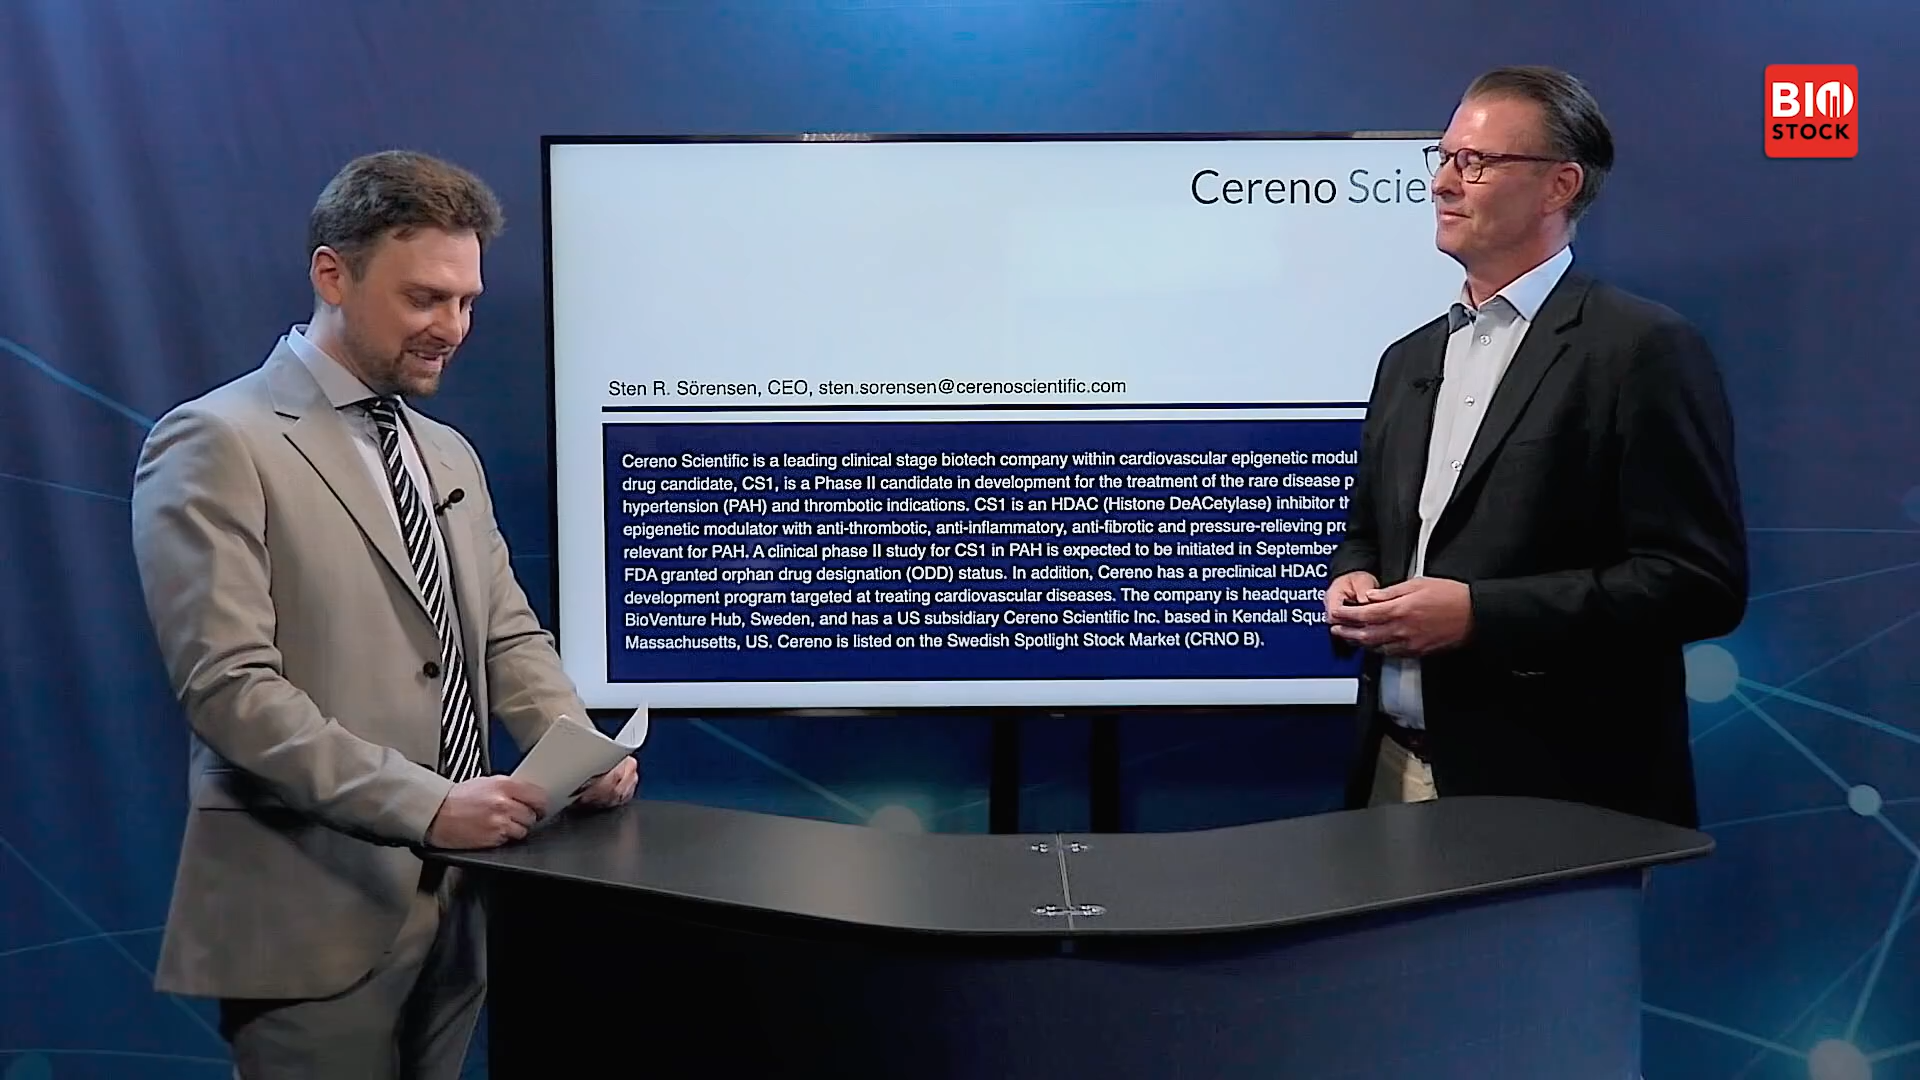 BIO
STOCK
Cereno Scie
Sten R. Sörensen, CEO, sten.sorensen@cerenoscientific.com
Cereno Scientific is a leading clinical stage biotech company within cardiovascular epigenetic modul
drug candidate, CS1, is a Phase II candidate in development for the treatment of the rare disease p
hypertension (PAH) and thrombotic indications. CS1 is an HDAC (Histone DeACetylase) inhibitor th
epigenetic modulator with anti-thrombotic, anti-inflammatory, anti-fibrotic and pressure-relieving pro
relevant for PAH. A clinical phase II study for CS1 in PAH is expected to be initiated in September
FDA granted orphan drug designation (ODD) status. In addition, Cereno has a preclinical HDAC
development program targeted at treating cardiovascular diseases. The company is headquarte
BioVenture Hub, Sweden, and has a US subsidiary Cereno Scientific Inc. based in Kendall Squa
Massachusetts, US. Cereno is listed on the Swedish Spotlight Stock Market (CRNO B).